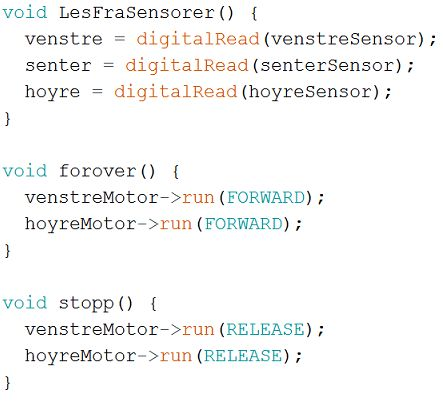 void LesFraSensorer() {
  venstre = digitalRead(venstreSensor);
  senter = digitalRead(senterSensor);
  hoyre = digitalRead(hoyreSensor);
}

void forover() {
  venstreMotor->run(FORWARD);
  hoyreMotor->run(FORWARD);
}

void stopp() {
  venstreMotor->run(RELEASE);
  hoyreMotor->run(RELEASE);
}